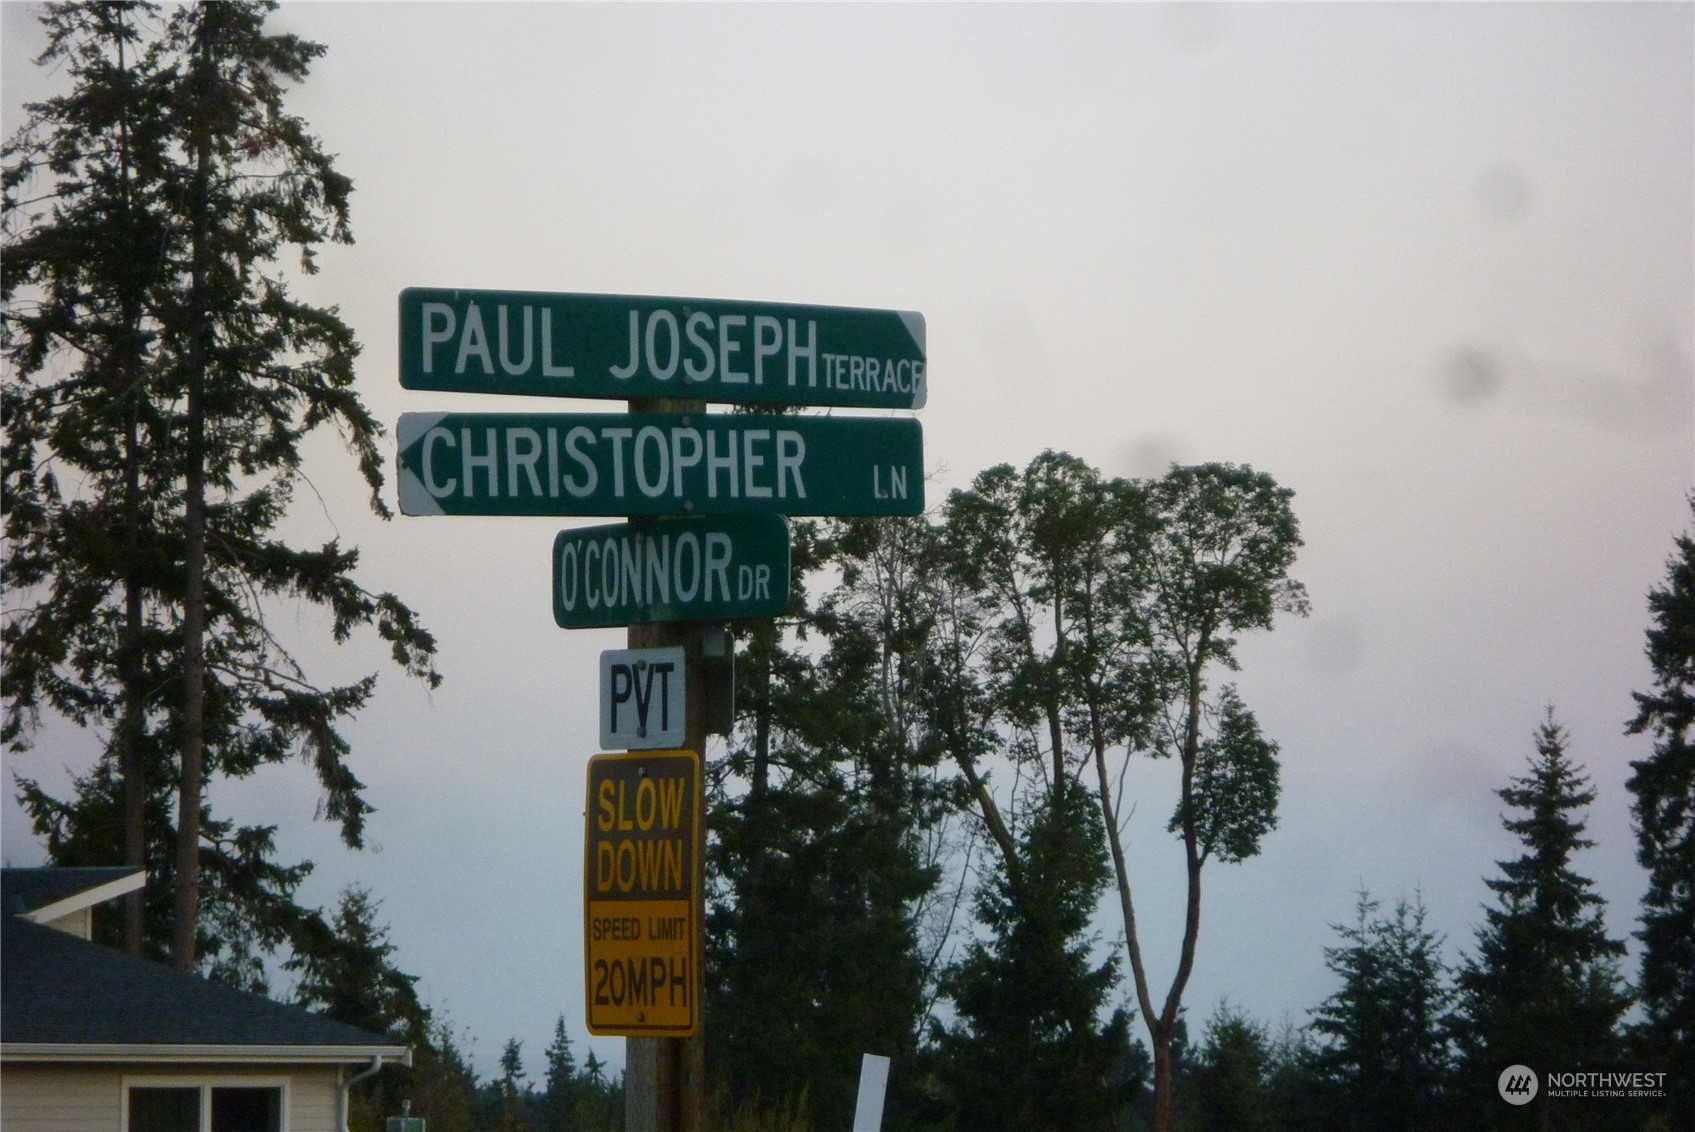 PAUL JOSEPH TERRACE
CHRISTOPHER LN
O'CONNOR DR
PVT
SLOW
DOWN
SPEED LIMIT
20MPH
NORTHWEST
MULTIPLE LISTING SERVICE